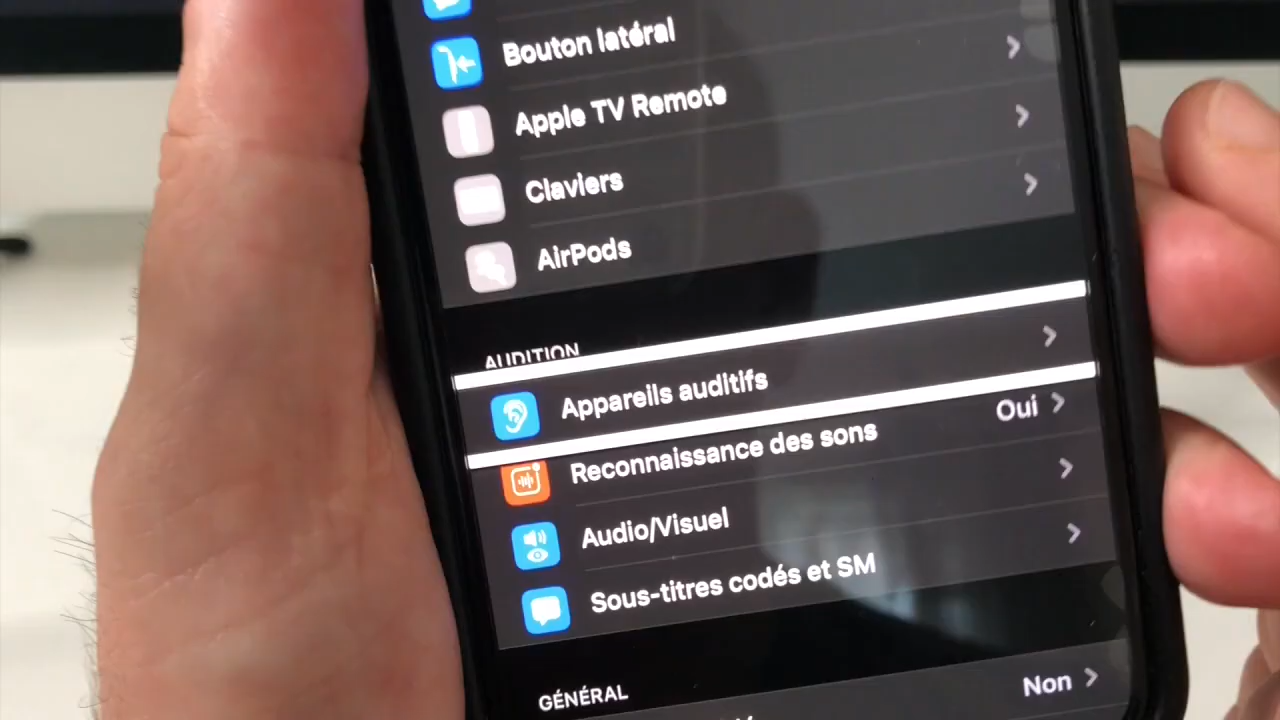 Bouton latéral
Apple TV Remote
Claviers
AirPods
AUDITION
Appareils auditifs
Reconnaissance des sons Oui
Audio/Visuel
Sous-titres codés et SM
GÉNÉRAL
Non